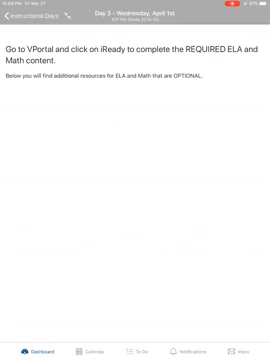 10:09 PM Fri Mar 27
87%
Instructional Days
Day 3 - Wednesday, April 1st
Go to VPortal and click on iReady to complete the REQUIRED ELA and
Math content.
Below you will find additional resources for ELA and Math that are OPTIONAL.
Dashboard
Calendar
To Do
Notifications
Inbox